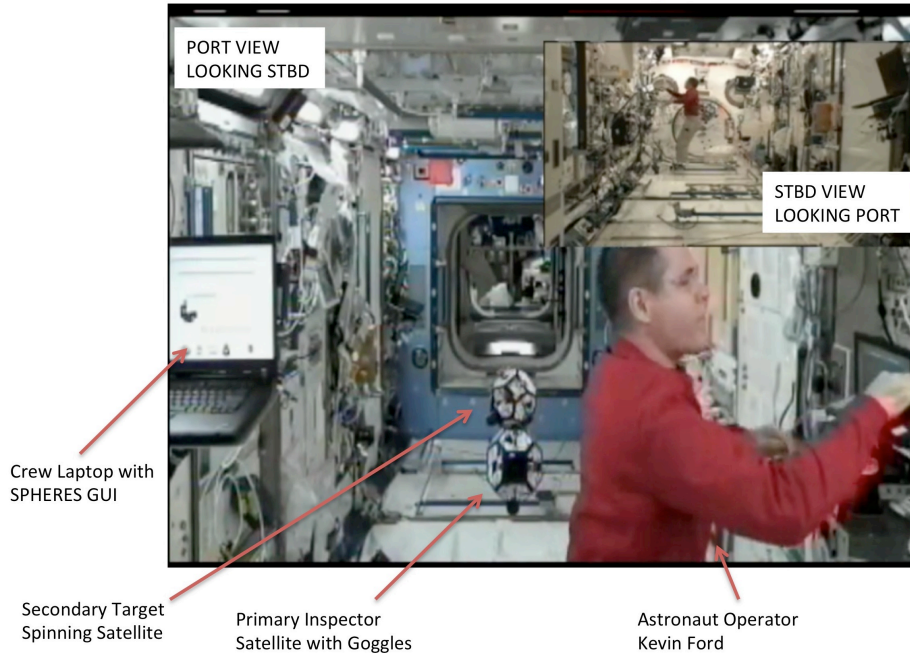 PORT VIEW
LOOKING STBD
STBD VIEW
LOOKING PORT
Crew Laptop with
SPHERES GUI
Secondary Target
Spinning Satellite
Primary Inspector
Satellite with Goggles
Astronaut Operator
Kevin Ford